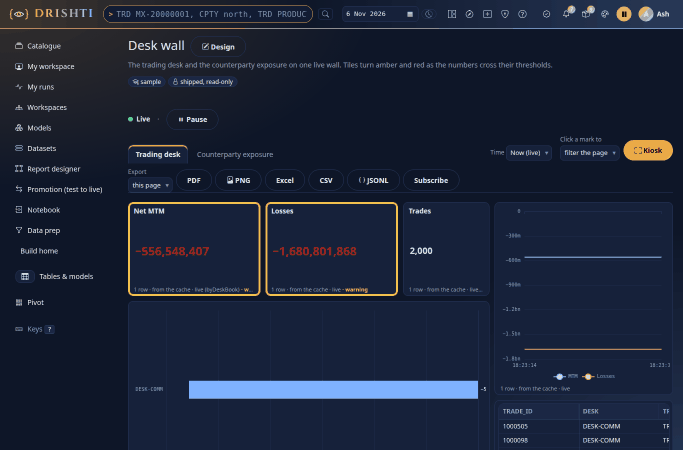 DRISHTI
> TRD MX-20000001, CPTY north, TRD PRODUC
6 Nov 2026
Ash
Catalogue
My workspace
My runs
Workspaces
Models
Datasets
Report designer
Promotion (test to live)
Notebook
Data prep
Build home
Tables & models
Pivot
Keys ?
Desk wall
Design
The trading desk and the counterparty exposure on one live wall. Tiles turn amber and red as the numbers cross their thresholds.
sample
shipped, read-only
Live
Pause
Trading desk
Counterparty exposure
Time
Now (live)
Click a mark to
filter the page
Kiosk
Export
this page
PDF
PNG
Excel
CSV
JSONL
Subscribe
Net MTM
−556,548,407
1 row · from the cache · live (byDeskBook) · w...
Losses
−1,680,801,868
1 row · from the cache · live · warning
Trades
2,000
1 row · from the cache · live...
DESK-COMM
−5
0
−300m
−600m
−900m
−1.2bn
−1.5bn
−1.8bn
16:23:14
16:23:1
MTM
Losses
1 row · from the cache · live
TRADE_ID DESK TF
1000505 DESK-COMM TF
1000098 DESK-COMM TF